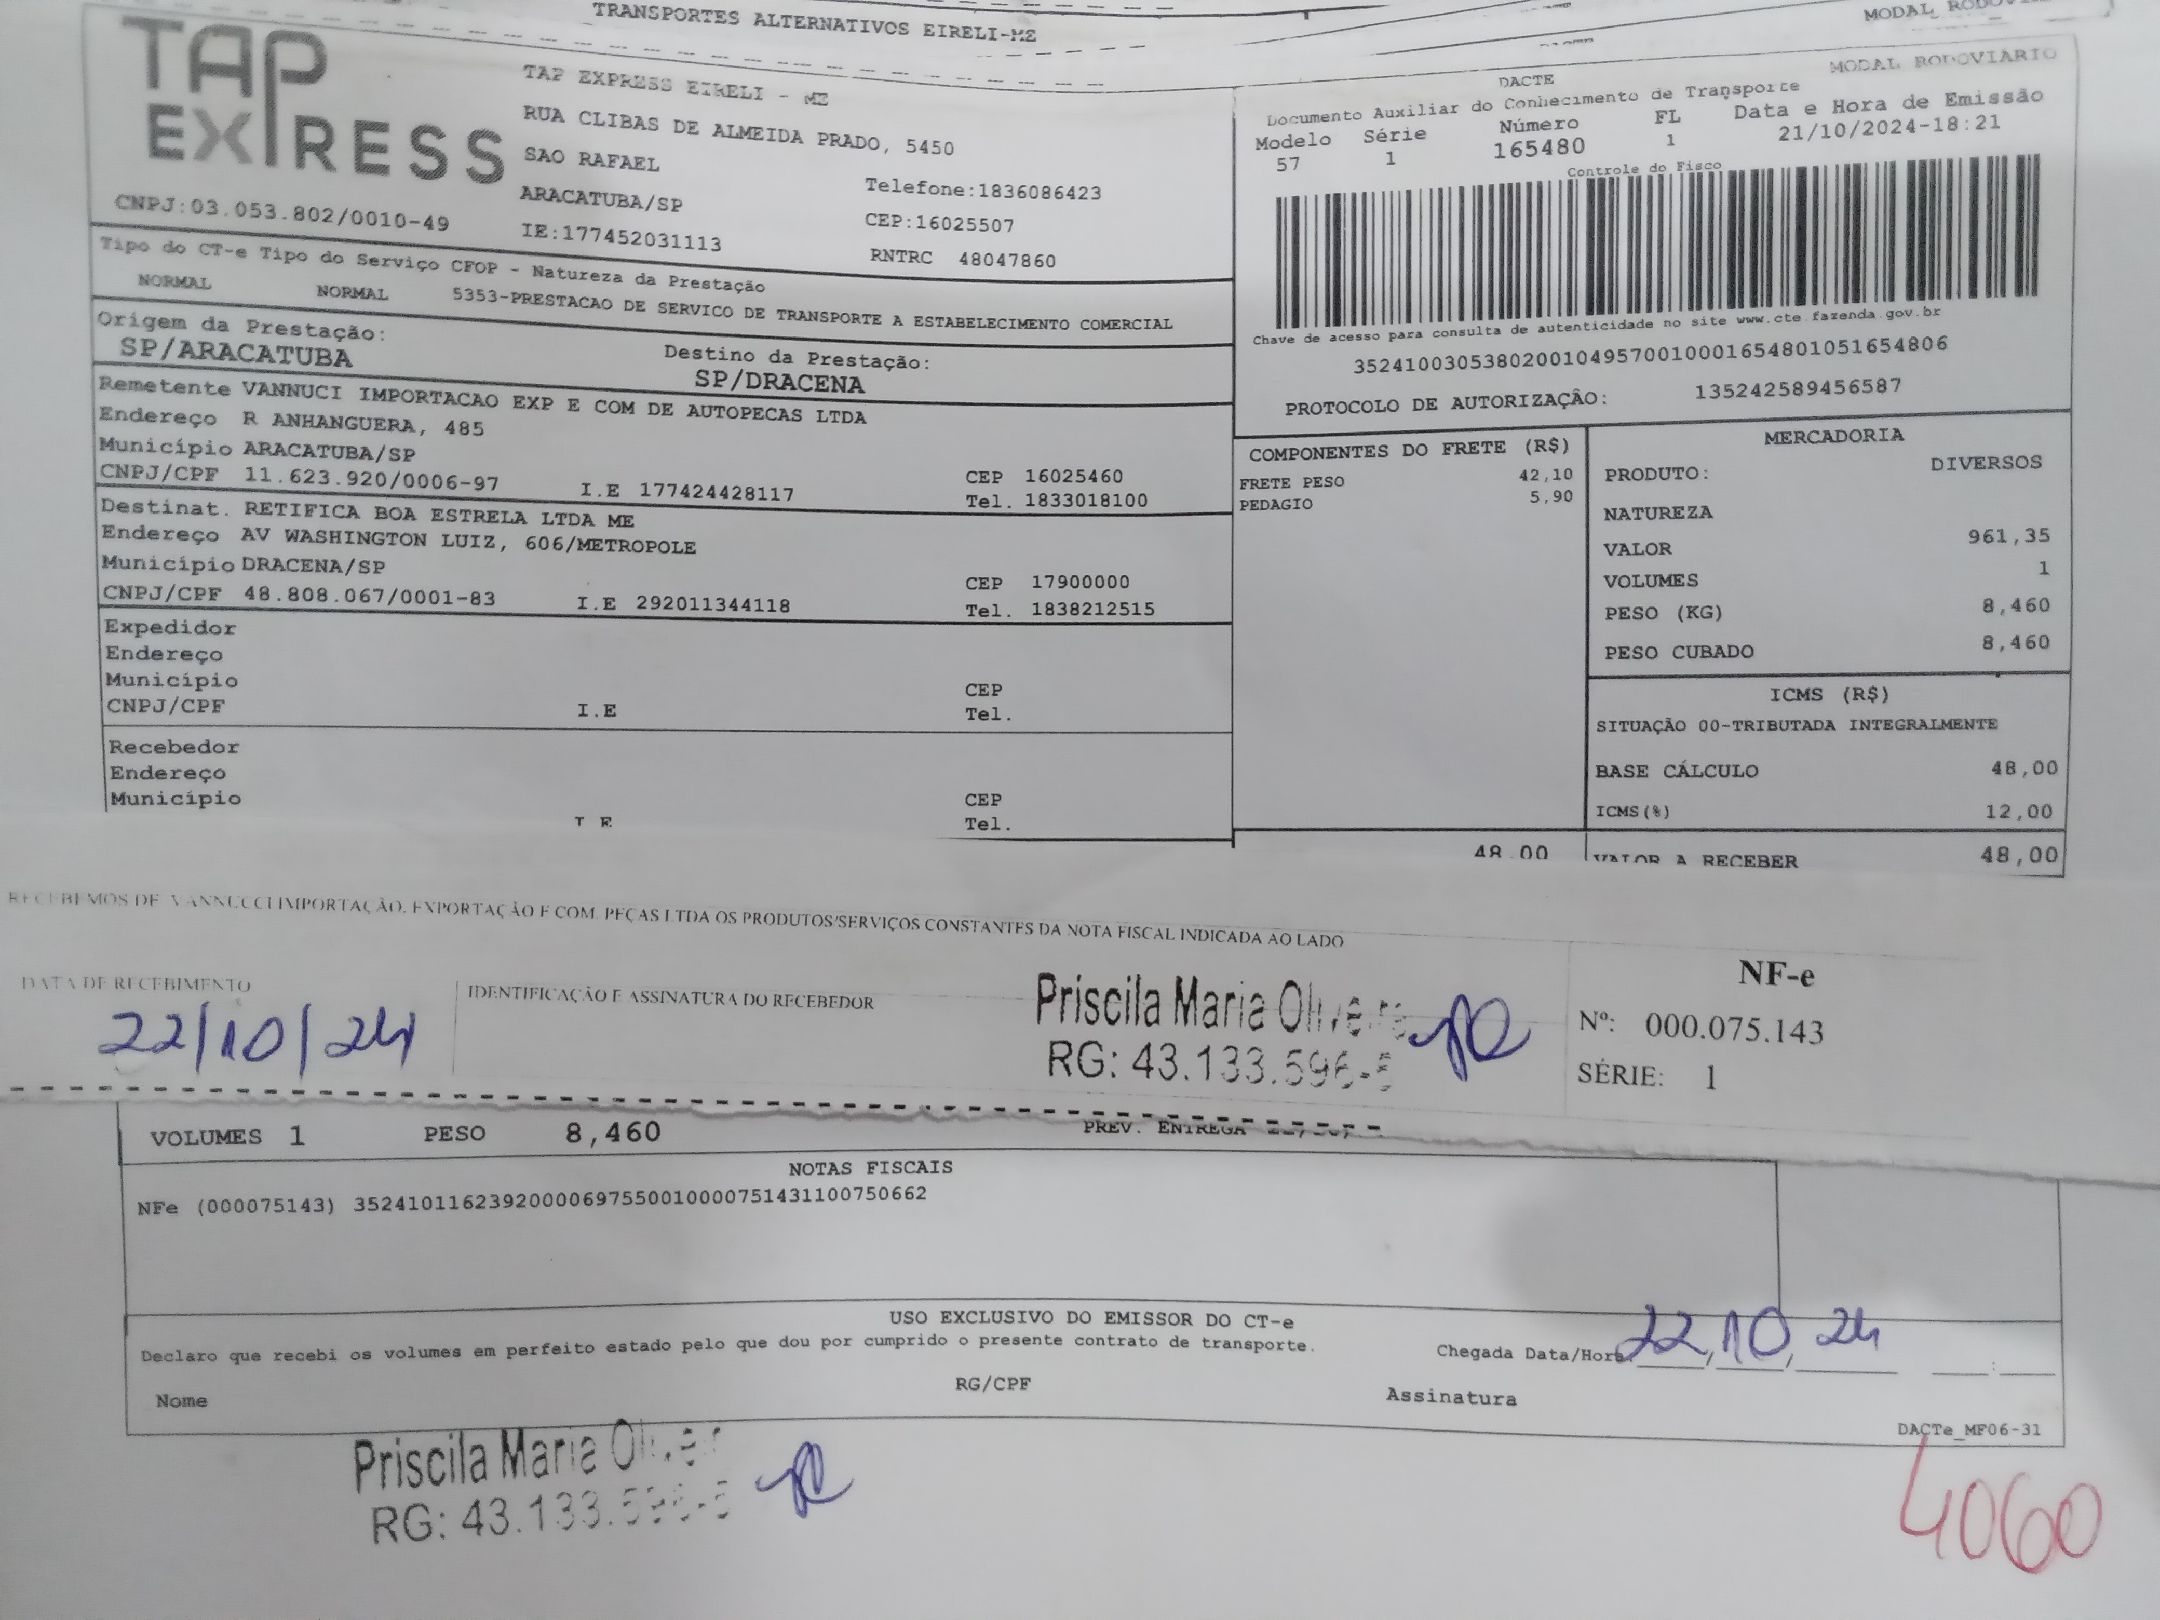 TRANSPORTES ALTERNATIVOS EIRELI-ME
MODAL
TAP EXPRESS
TAP EXPRESS EIRELI - ME
RUA CLIBAS DE ALMEIDA PRADO, 5450
SAO RAFAEL
ARACATUBA/SP
IE:177452031113
Telefone:1836086423
CEP:16025507
RNTRC 48047860
CNPJ:03.053.802/0010-49
MODAL RODOVIARIO
DACTE
Documento Auxiliar do Conhecimento de Transporte
Modelo Série Número FL Data e Hora de Emissão
57 1 165480 1 21/10/2024-18:21
Controle do Fisco
Chave de acesso para consulta de autenticidade no site www.cte.fazenda.gov.br
35241003053802001049570010001654801051654806
PROTOCOLO DE AUTORIZAÇÃO: 135242589456587
Tipo do CT-e Tipo do Serviço CFOP - Natureza da Prestação
NORMAL NORMAL 5353-PRESTACAO DE SERVICO DE TRANSPORTE A ESTABELECIMENTO COMERCIAL
Origem da Prestação:
SP/ARACATUBA
Destino da Prestação:
SP/DRACENA
Remetente VANNUCI IMPORTACAO EXP E COM DE AUTOPECAS LTDA
Endereço R ANHANGUERA, 485
Município ARACATUBA/SP CEP 16025460
CNPJ/CPF 11.623.920/0006-97 I.E 177424428117 Tel. 1833018100
Destinat. RETIFICA BOA ESTRELA LTDA ME
Endereço AV WASHINGTON LUIZ, 606/METROPOLE
Município DRACENA/SP CEP 17900000
CNPJ/CPF 48.808.067/0001-83 I.E 292011344118 Tel. 1838212515
Expedidor
Endereço
Município CEP
CNPJ/CPF I.E Tel.
Recebedor
Endereço
Município CEP
I E Tel.
COMPONENTES DO FRETE (R$)
FRETE PESO 42,10
PEDAGIO 5,90
48,00
MERCADORIA
PRODUTO: DIVERSOS
NATUREZA
VALOR 961,35
VOLUMES 1
PESO (KG) 8,460
PESO CUBADO 8,460
ICMS (R$)
SITUAÇÃO 00-TRIBUTADA INTEGRALMENTE
BASE CÁLCULO 48,00
ICMS(%) 12,00
VALOR A RECEBER 48,00
RECEBEMOS DE VANNUCCI IMPORTAÇÃO, EXPORTAÇÃO E COM. PEÇAS LTDA OS PRODUTOS/SERVIÇOS CONSTANTES DA NOTA FISCAL INDICADA AO LADO
DATA DE RECEBIMENTO
22/10/24
IDENTIFICAÇÃO E ASSINATURA DO RECEBEDOR
Priscila Maria Oliveira
RG: 43.133.596-5
NF-e
Nº: 000.075.143
SÉRIE: 1
VOLUMES 1 PESO 8,460 PREV. ENTREGA
NOTAS FISCAIS
NFe (000075143) 35241011623920000697550010000751431100750662
USO EXCLUSIVO DO EMISSOR DO CT-e
Declaro que recebi os volumes em perfeito estado pelo que dou por cumprido o presente contrato de transporte.
Chegada Data/Hora 22/10/24 :
Nome RG/CPF Assinatura
DACTe_MF06-31
Priscila Maria Oliveir
RG: 43.133.596-5
4060